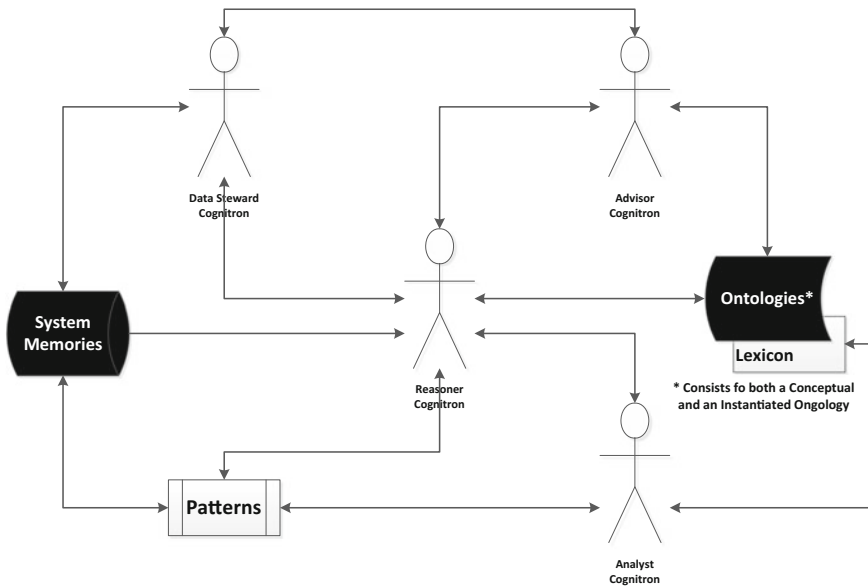 Data Steward
Cognitron
Advisor
Cognitron
System
Memories
Ontologies*
Lexicon
Reasoner
Cognitron
* Consists fo both a Conceptual
and an Instantiated Ongology
Patterns
Analyst
Cognitron